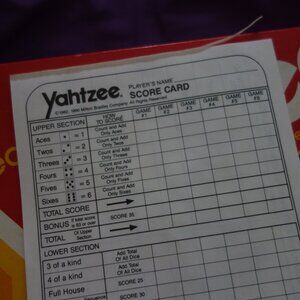 Yahtzee
PLAYER'S NAME
SCORE CARD
©1982, 1990 Milton Bradley Company. All Rights Reserved.
UPPER SECTION HOW TO SCORE GAME #1 GAME #2 GAME #3 GAME #4 GAME #5 GAME #6
Aces = 1 Count and Add Only Aces
Twos = 2 Count and Add Only Twos
Threes = 3 Count and Add Only Threes
Fours = 4 Count and Add Only Fours
Fives = 5 Count and Add Only Fives
Sixes = 6 Count and Add Only Sixes
TOTAL SCORE
BONUS If total score is 63 or over SCORE 35
TOTAL Of Upper Section
LOWER SECTION
3 of a kind Add Total Of All Dice
4 of a kind Add Total Of All Dice
Full House SCORE 25
Sequence SCORE 30